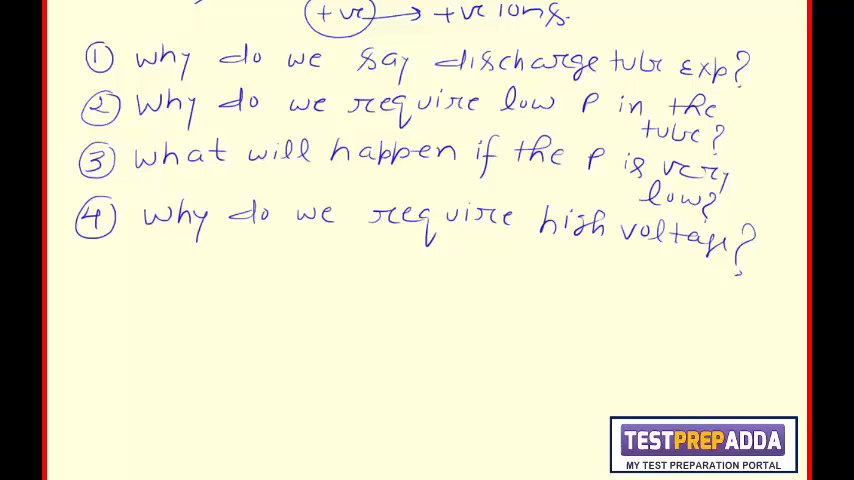 +ve → +ve ions.
① why do we say discharge tube exp?
② Why do we require low P in the
tube?
③ what will happen if the P is very
low?
④ why do we require high voltage?
TESTPREPADDA
MY TEST PREPARATION PORTAL